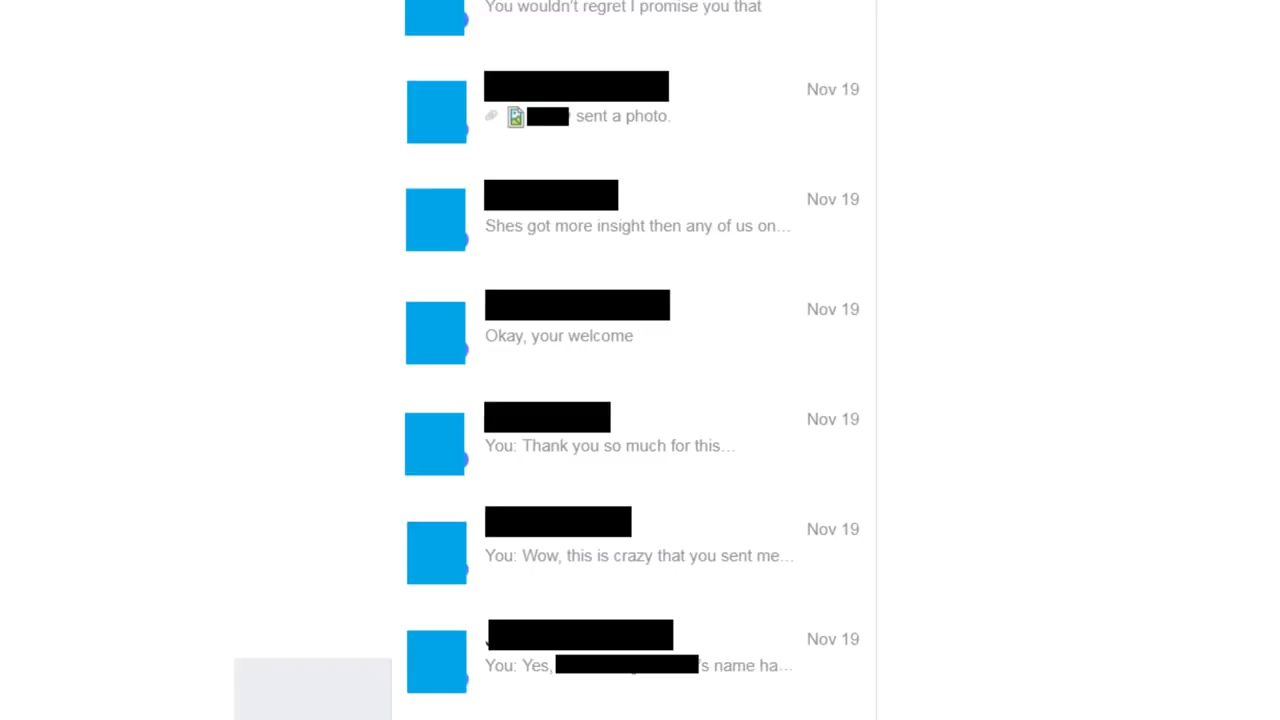 You wouldn't regret I promise you that
Nov 19
sent a photo.
Nov 19
Shes got more insight then any of us on...
Nov 19
Okay, your welcome
Nov 19
You: Thank you so much for this...
Nov 19
You: Wow, this is crazy that you sent me...
Nov 19
You: Yes, 's name ha...